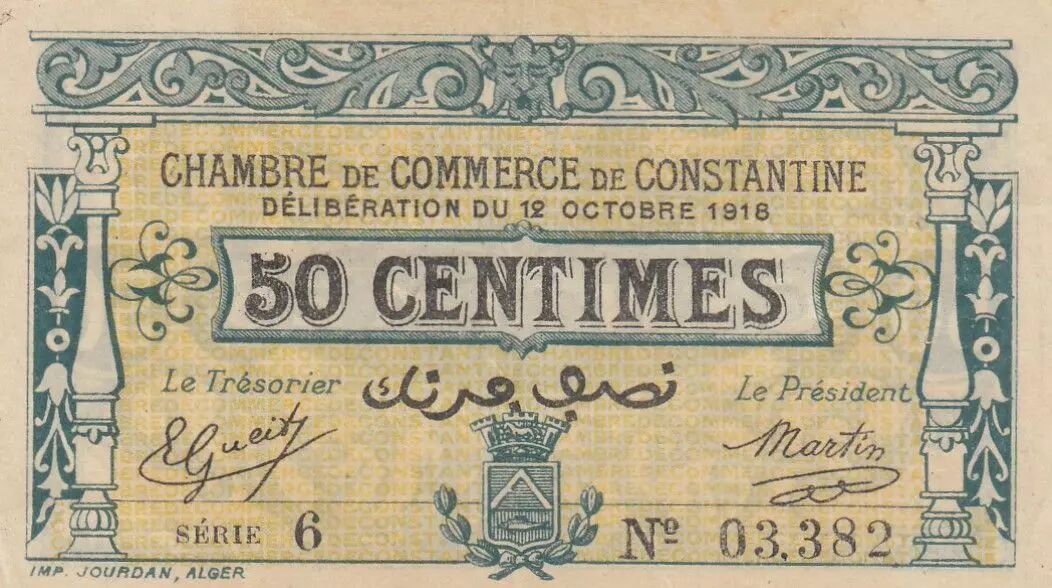 CHAMBRE DE COMMERCE DE CONSTANTINE
DÉLIBÉRATION DU 12 OCTOBRE 1918
50 CENTIMES
Le Trésorier
نصف فرنك
Le Président
Martin
SÉRIE 6
Nº 03,382
IMP. JOURDAN, ALGER